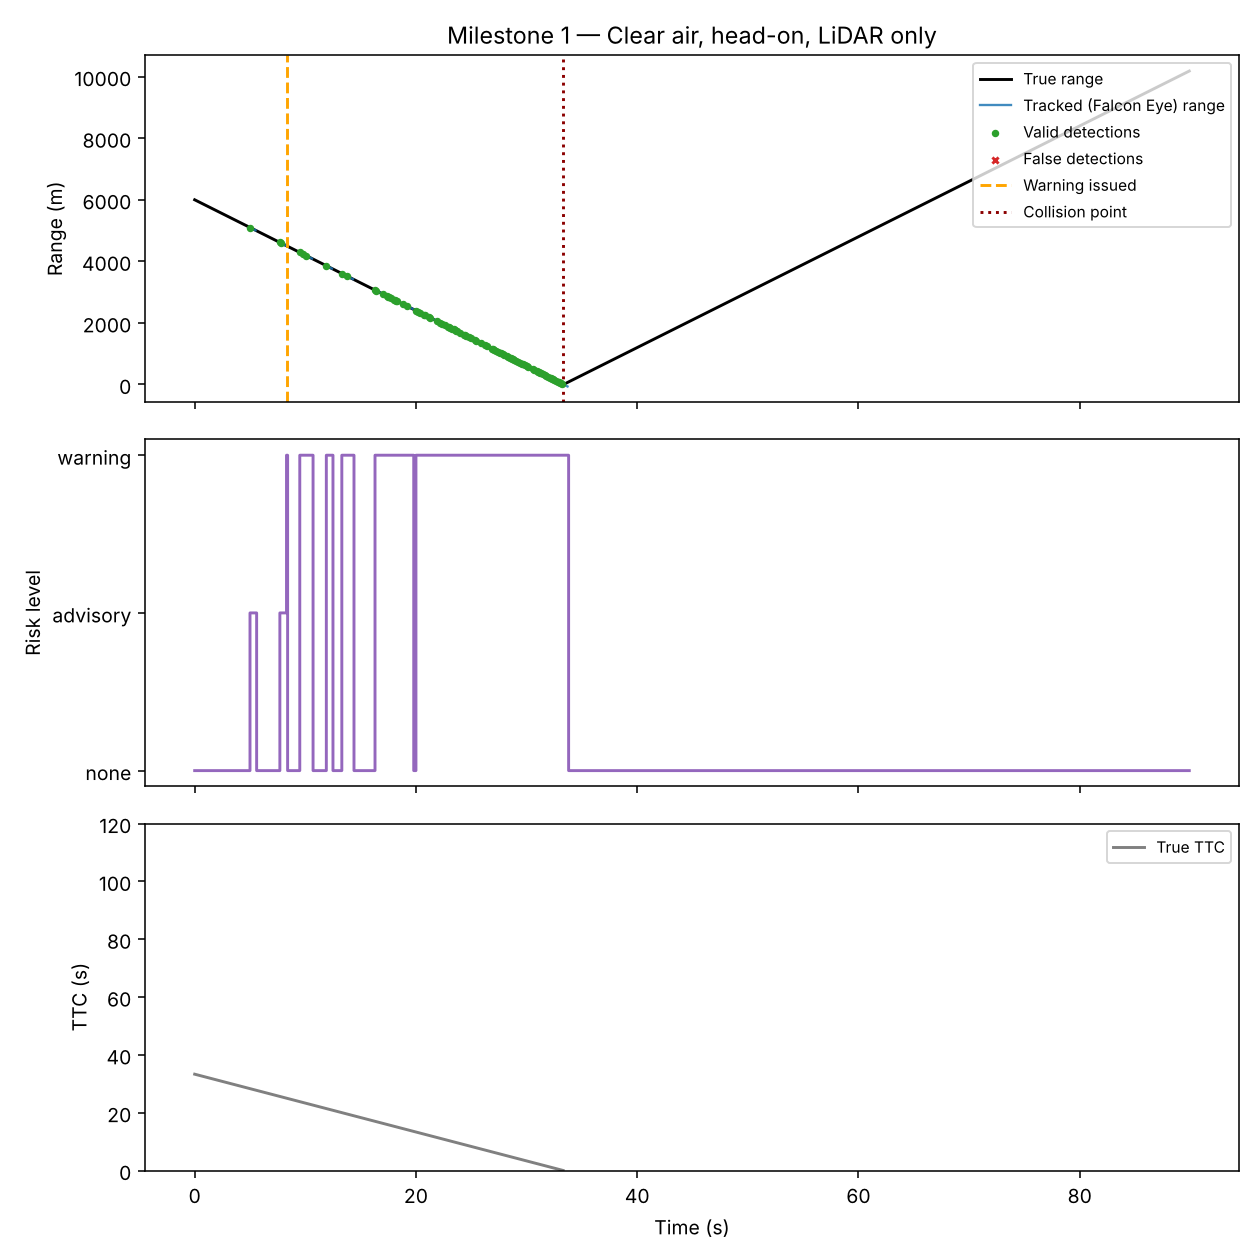 Milestone 1 — Clear air, head-on, LiDAR only
10000
8000
6000
4000
2000
0
Range (m)
True range
Tracked (Falcon Eye) range
Valid detections
False detections
Warning issued
Collision point
warning
advisory
none
Risk level
120
100
80
60
40
20
0
TTC (s)
True TTC
0 20 40 60 80
Time (s)